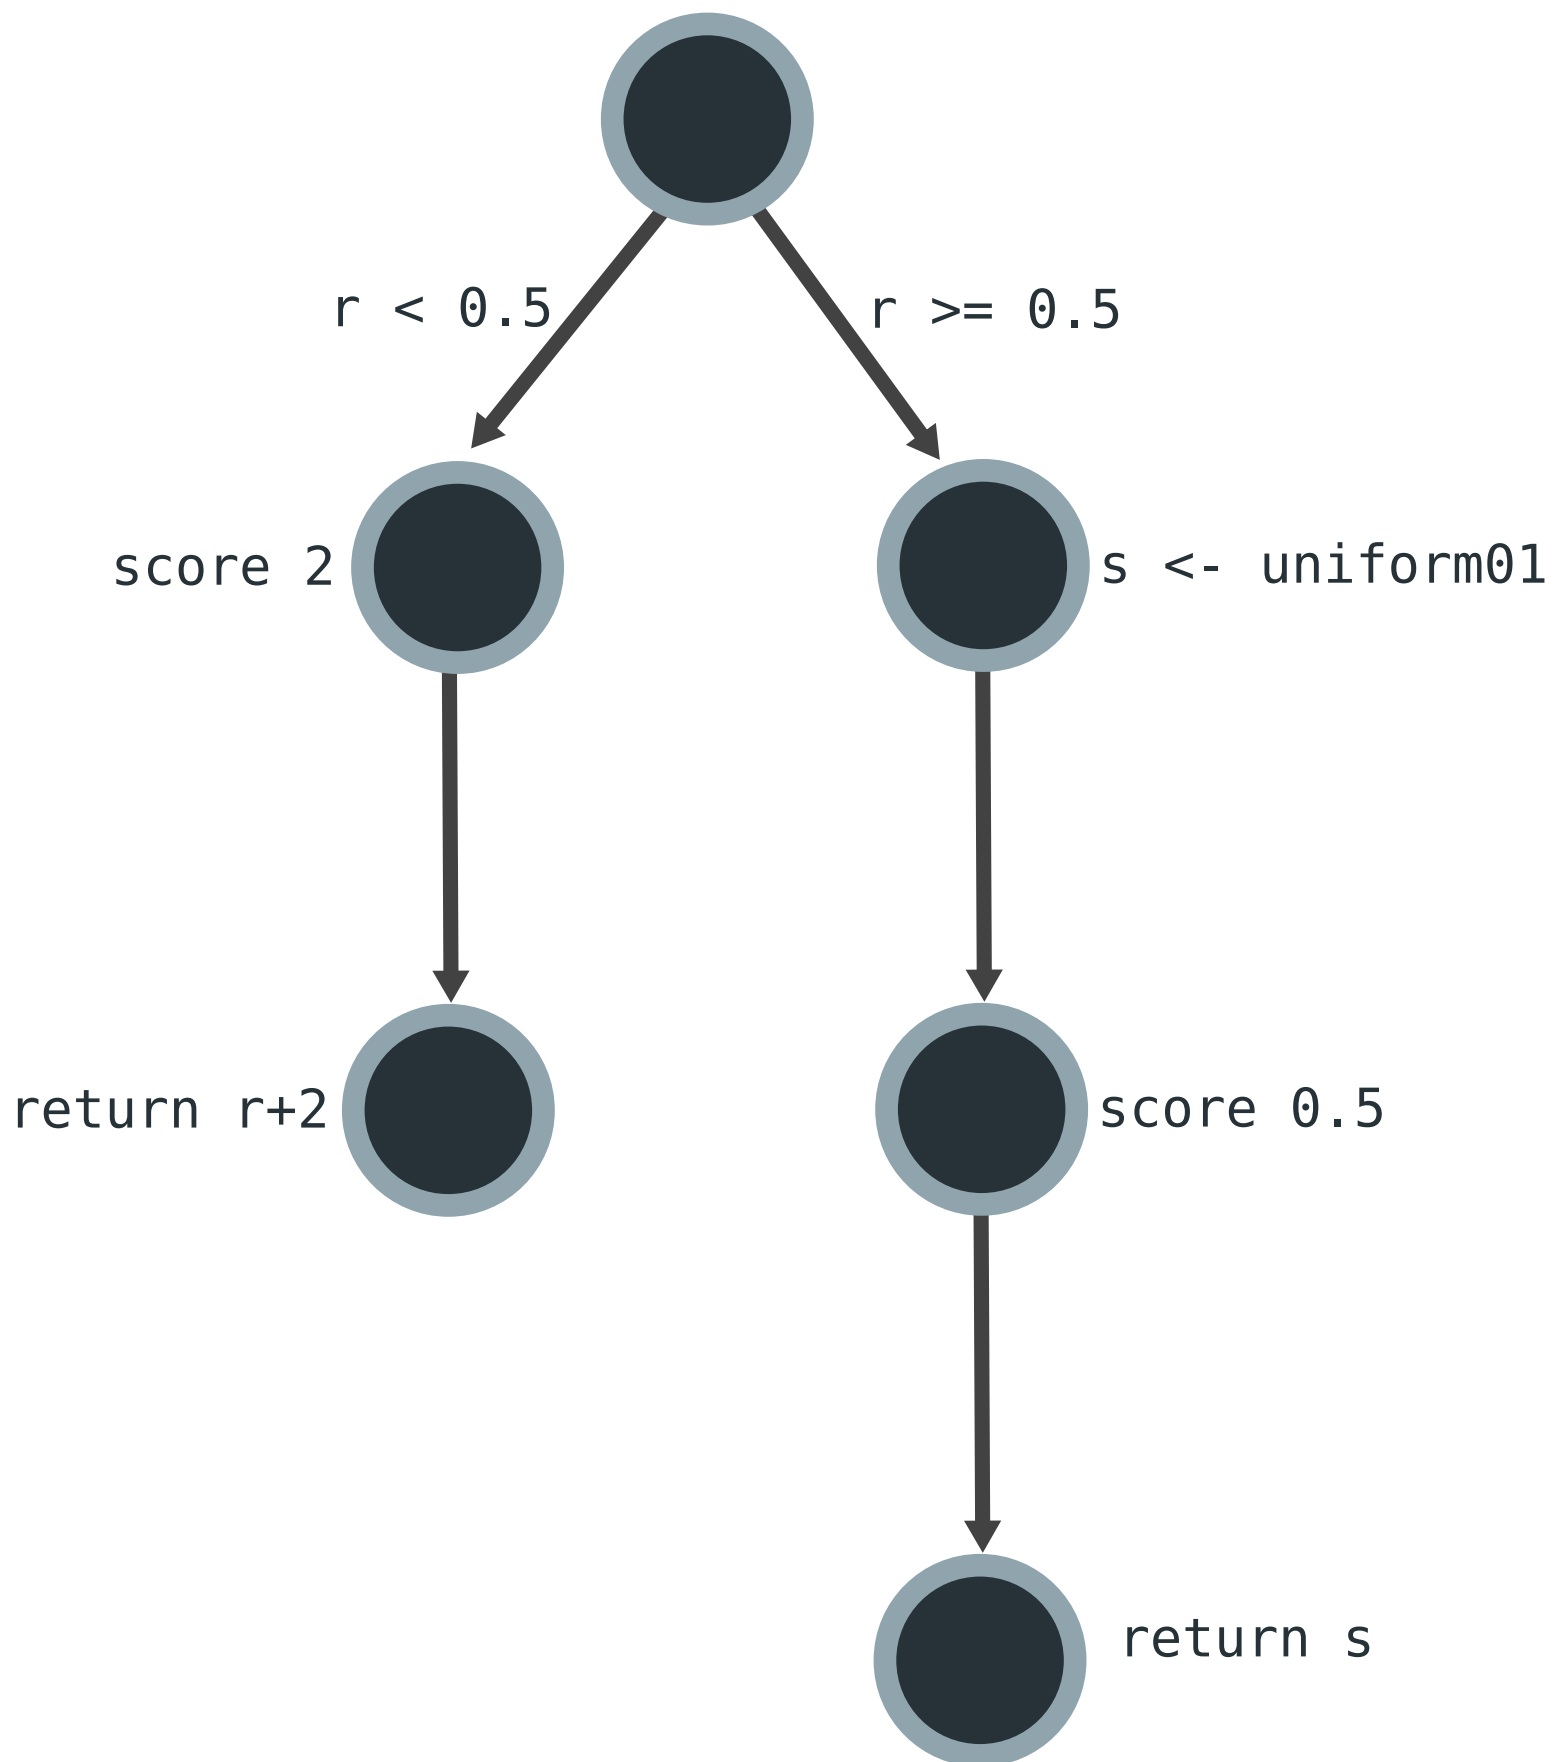 r < 0.5
r >= 0.5
score 2
s <- uniform01
return r+2
score 0.5
return s